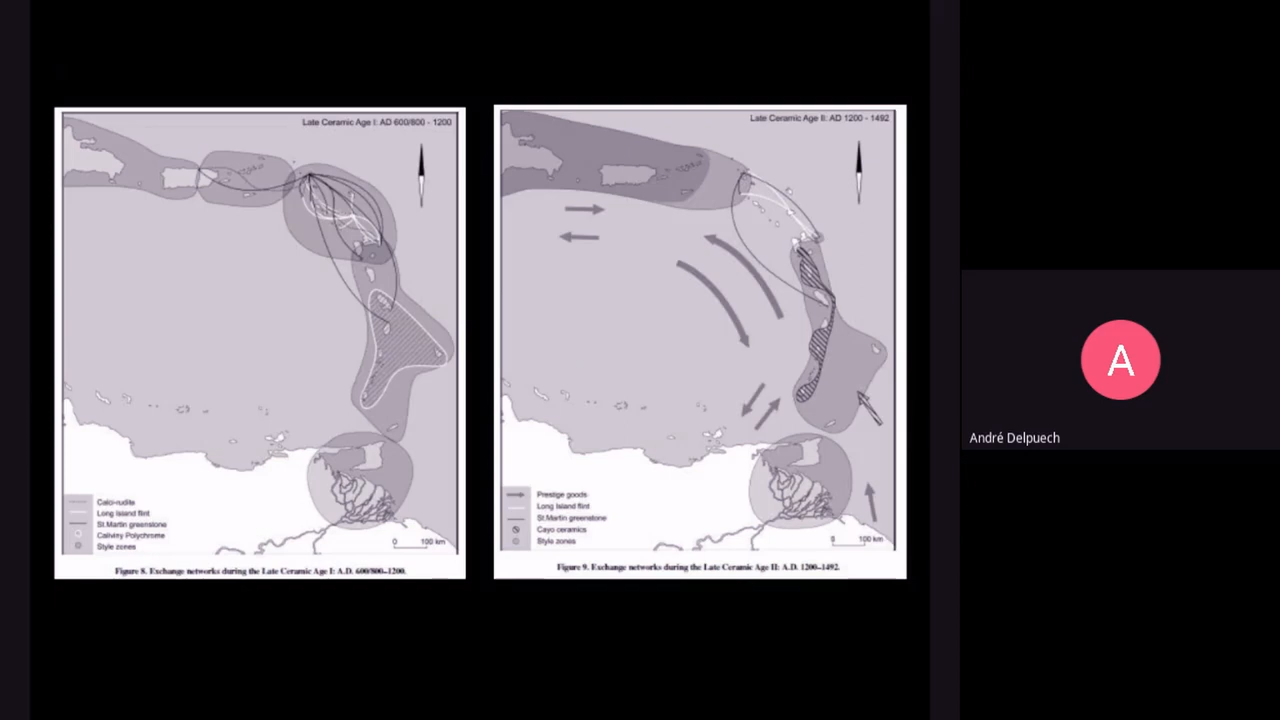 Late Ceramic Age I: AD 600/800 - 1200
Calci-rudite
Long Island flint
St.Martin greenstone
Caliviny Polychrome
Style zones
0 100 km
Figure 8. Exchange networks during the Late Ceramic Age I: A.D. 600/800–1200.
Late Ceramic Age II: AD 1200 - 1492
Prestige goods
Long Island flint
St.Martin greenstone
Cayo ceramics
Style zones
0 100 km
Figure 9. Exchange networks during the Late Ceramic Age II: A.D. 1200–1492.
A
André Delpuech